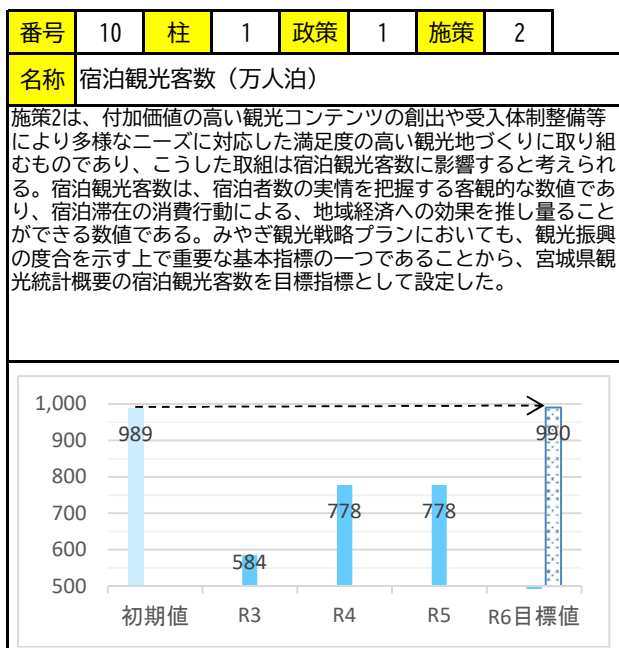 番号 10 柱 1 政策 1 施策 2
名称 宿泊観光客数（万人泊）
施策2は、付加価値の高い観光コンテンツの創出や受入体制整備等
により多様なニーズに対応した満足度の高い観光地づくりに取り組
むものであり、こうした取組は宿泊観光客数に影響すると考えられ
る。宿泊観光客数は、宿泊者数の実情を把握する客観的な数値であ
り、宿泊滞在の消費行動による、地域経済への効果を推し量ること
ができる数値である。みやぎ観光戦略プランにおいても、観光振興
の度合を示す上で重要な基本指標の一つであることから、宮城県観
光統計概要の宿泊観光客数を目標指標として設定した。
1,000
900
800
700
600
500
989
584
778
778
990
初期値 R3 R4 R5 R6目標値